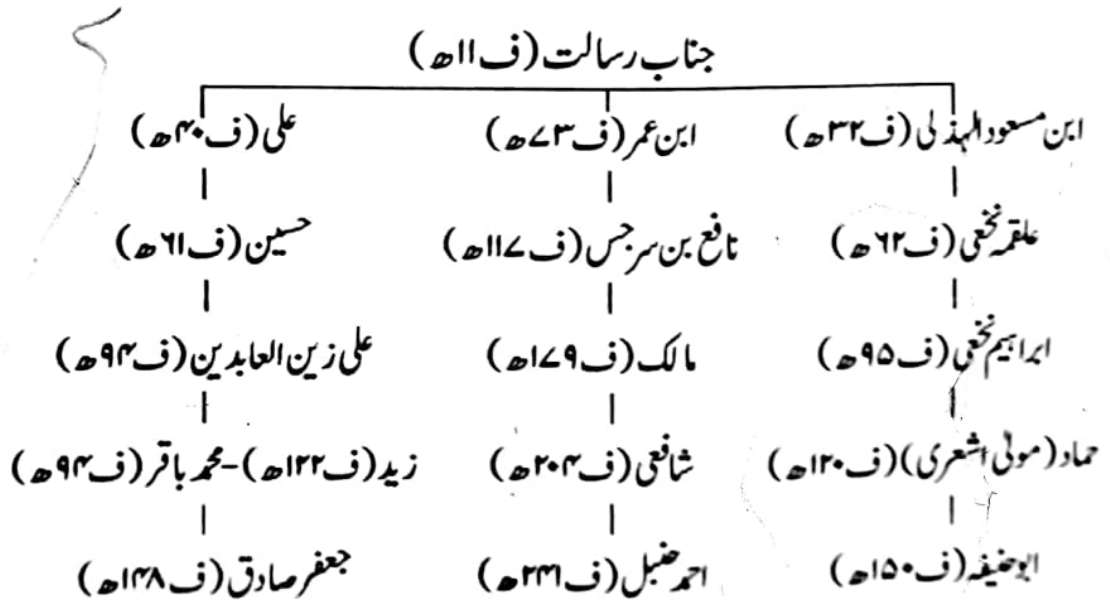 جناب رسالت (ف ۱۱ھ)
ابن مسعود الہذلی (ف ۳۲ھ) ابن عمر (ف ۷۳ھ) علی (ف ۴۰ھ)
علقمہ نخعی (ف ۶۲ھ) نافع بن سرجس (ف ۱۱۷ھ) حسین (ف ۶۱ھ)
ابراہیم نخعی (ف ۹۵ھ) مالک (ف ۱۷۹ھ) علی زین العابدین (ف ۹۴ھ)
حماد (مولی اشعری) (ف ۱۲۰ھ) شافعی (ف ۲۰۴ھ) زید (ف ۱۲۲ھ) - محمد باقر (ف ۹۴ھ)
ابوحنیفہ (ف ۱۵۰ھ) احمد حنبل (ف ۲۴۱ھ) جعفر صادق (ف ۱۴۸ھ)